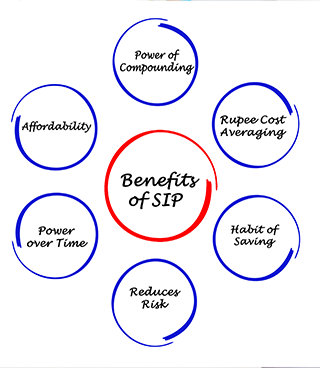 Power of
Compounding
Affordability
Rupee Cost
Averaging
Benefits
of SIP
Power
over Time
Habit of
Saving
Reduces
Risk